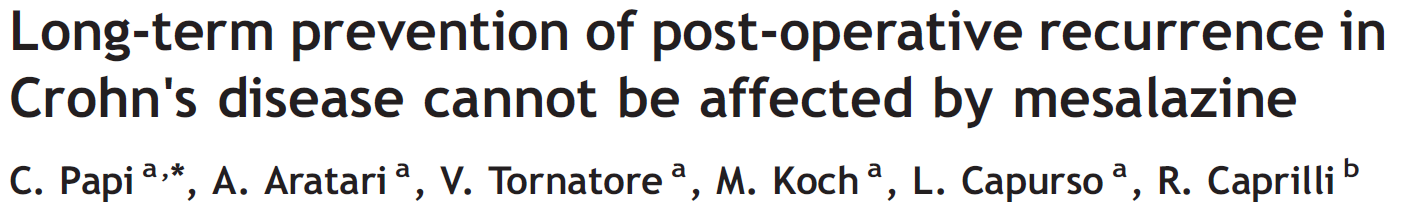 Long-term prevention of post-operative recurrence in
Crohn's disease cannot be affected by mesalazine
C. Papi a,*, A. Aratari a, V. Tornatore a, M. Koch a, L. Capurso a, R. Caprilli b